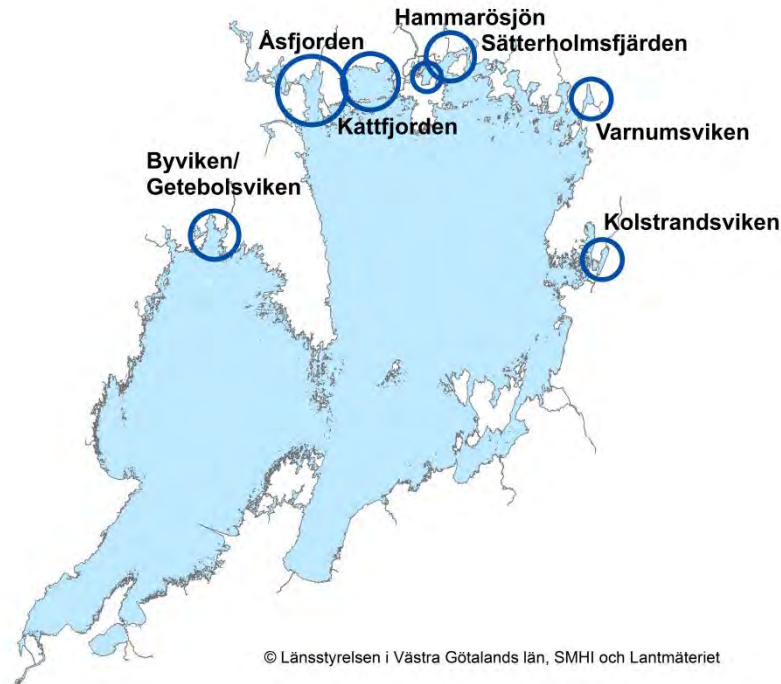 Hammarösjön
Åsfjorden
Sätterholmsfjärden
Kattfjorden
Varnumsviken
Byviken/
Getebolsviken
Kolstrandsviken
© Länsstyrelsen i Västra Götalands län, SMHI och Lantmäteriet